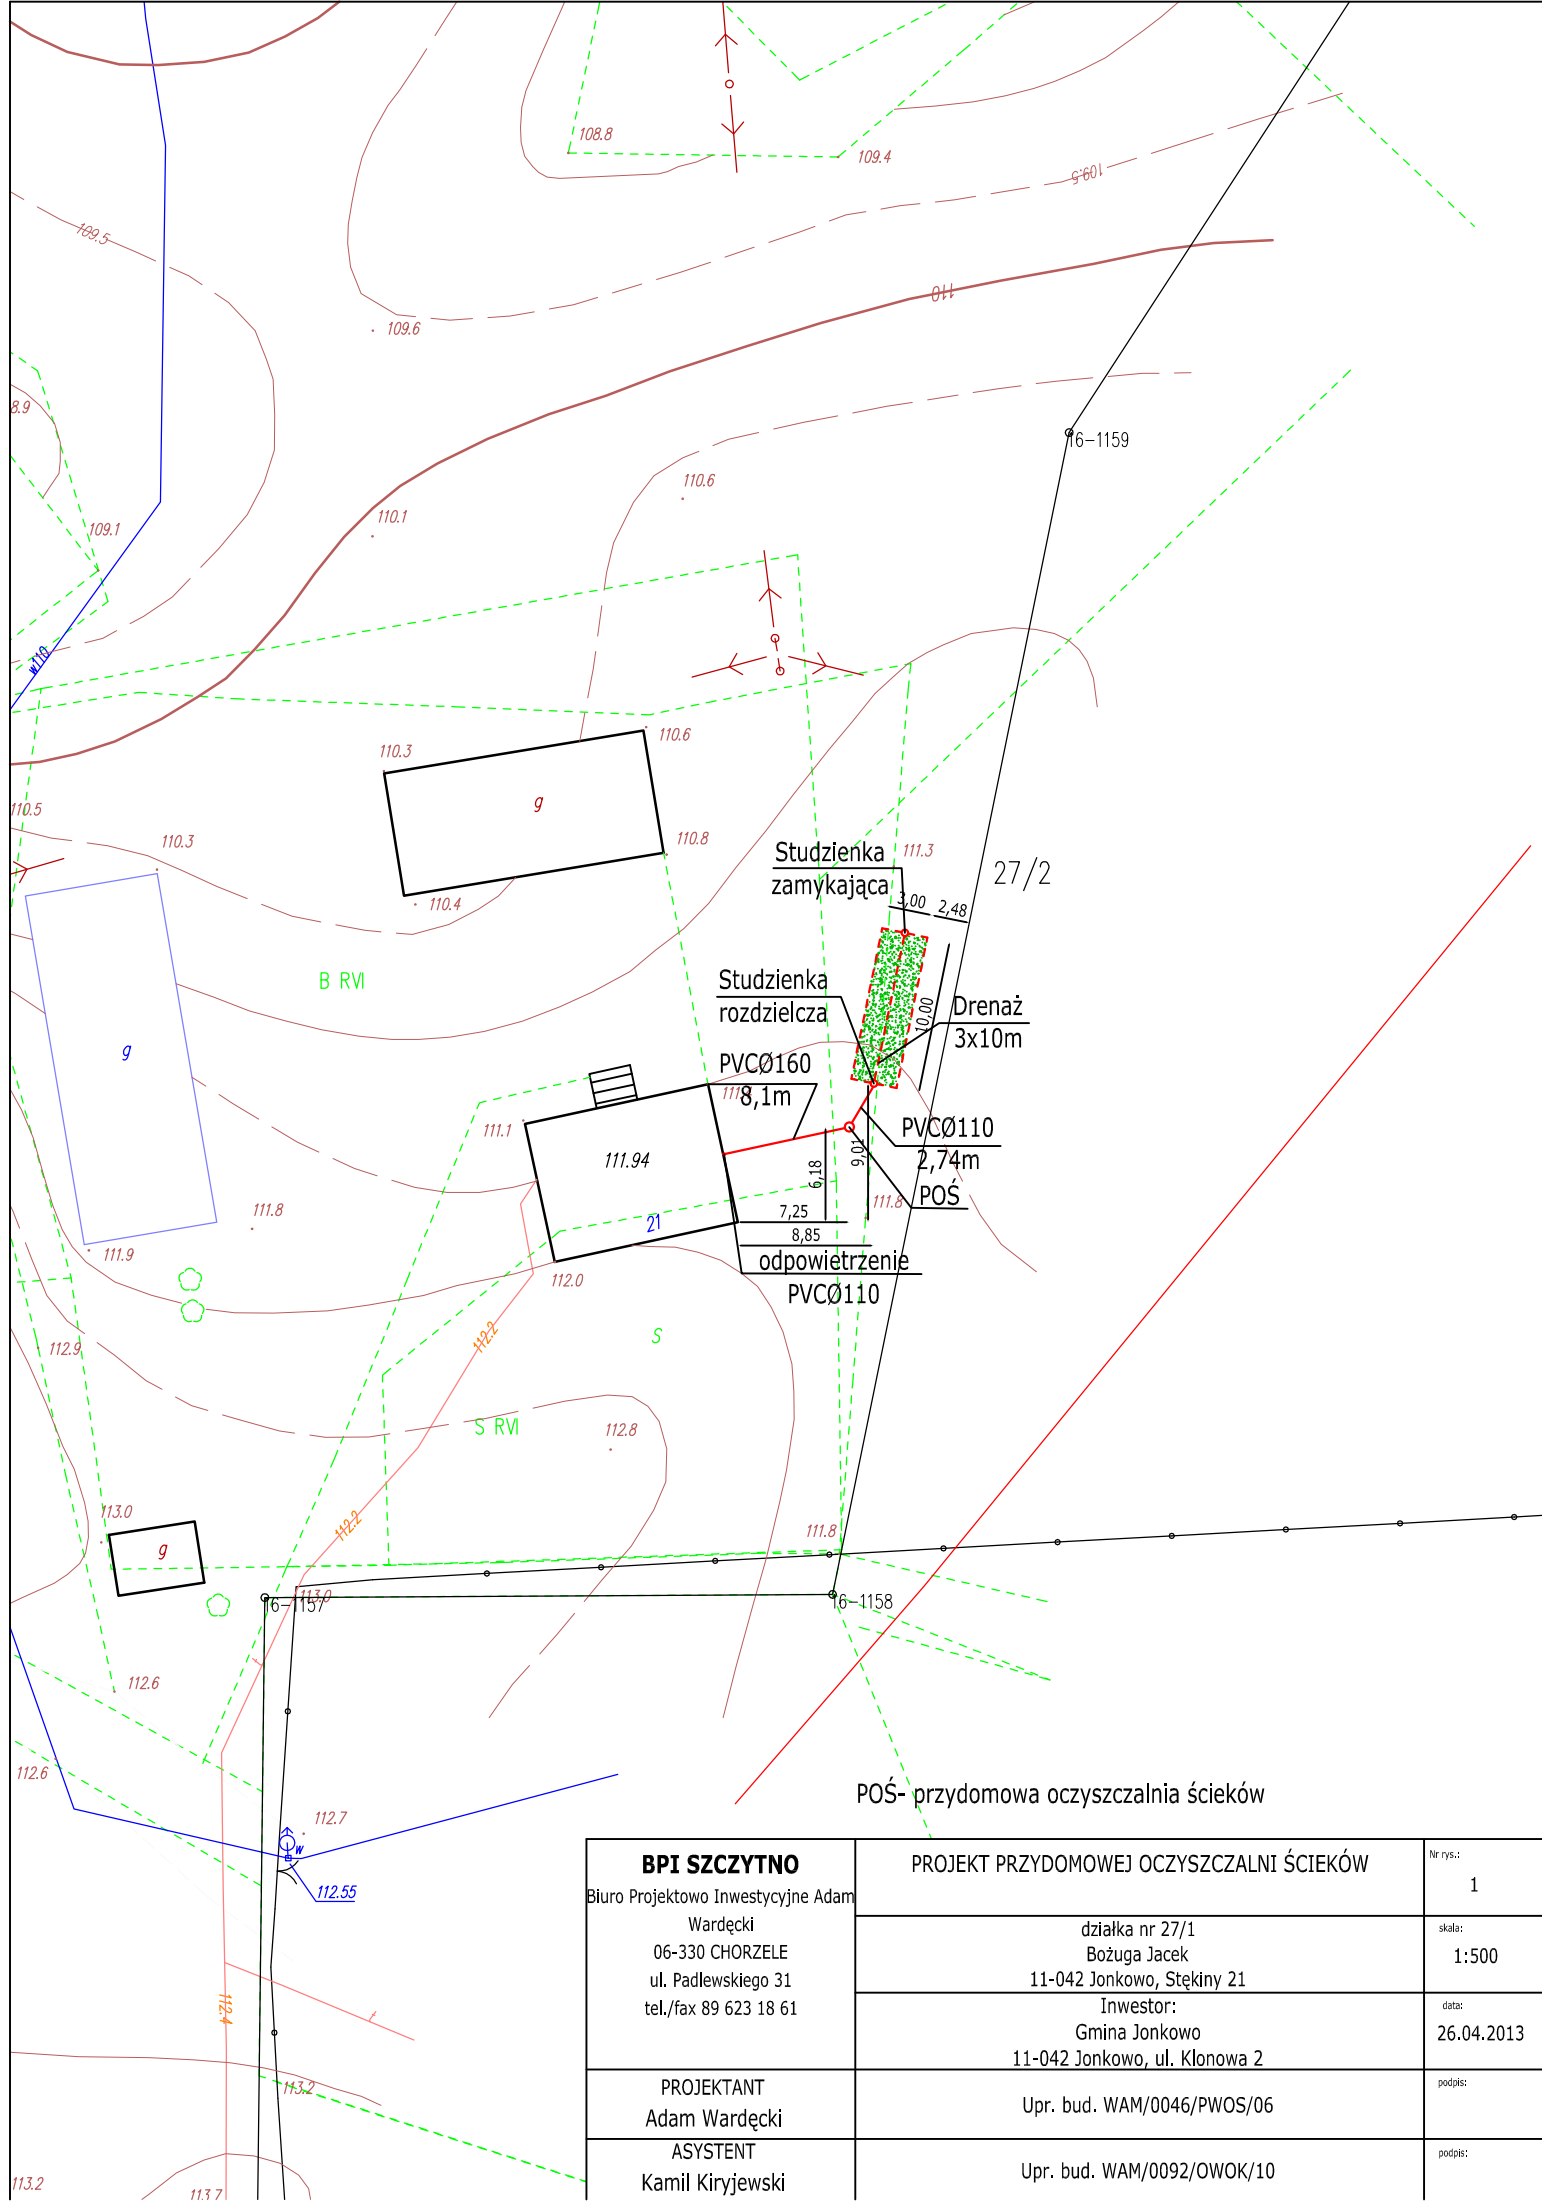 108.8
109.4
109.5
109.5
110
109.6
8.9
16-1159
110.6
110.1
109.1
w110
110.3
110.6
g
110.5
110.3
110.8
110.4
Studzienka
zamykająca
111.3
27/2
3,00
2,48
B RVI
Studzienka
rozdzielcza
10,00
Drenaż
3x10m
g
PVCØ160
8,1m
111.1
111.94
PVCØ110
2,74m
6,18
9,01
POŚ
111.8
21
7,25
8,85
111.8
111.9
odpowietrzenie
PVCØ110
112.0
112.2
S
112.9
S RVI
112.8
113.0
112.2
111.8
g
113.0
16-1157
16-1158
t
112.6
112.6
POŚ- przydomowa oczyszczalnia ścieków
112.7
w
112.55
112.4
t
113.2
113.2
113.7
BPI SZCZYTNO
Biuro Projektowo Inwestycyjne Adam
Wardęcki
06-330 CHORZELE
ul. Padlewskiego 31
tel./fax 89 623 18 61
PROJEKT PRZYDOMOWEJ OCZYSZCZALNI ŚCIEKÓW
Nr rys.:
1
działka nr 27/1
Bożuga Jacek
11-042 Jonkowo, Stękiny 21
skala:
1:500
Inwestor:
Gmina Jonkowo
11-042 Jonkowo, ul. Klonowa 2
data:
26.04.2013
PROJEKTANT
Adam Wardęcki
Upr. bud. WAM/0046/PWOS/06
podpis:
ASYSTENT
Kamil Kiryjewski
Upr. bud. WAM/0092/OWOK/10
podpis: